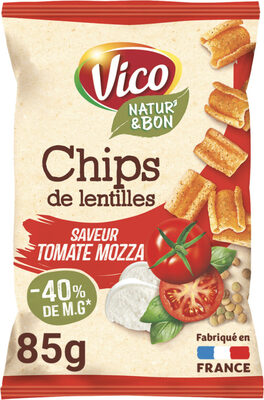 Vico
NATUR'S
&BON
Chips
de lentilles
SAVEUR
TOMATE MOZZA
-40%
DE M.G*
85g
Fabriqué en
FRANCE